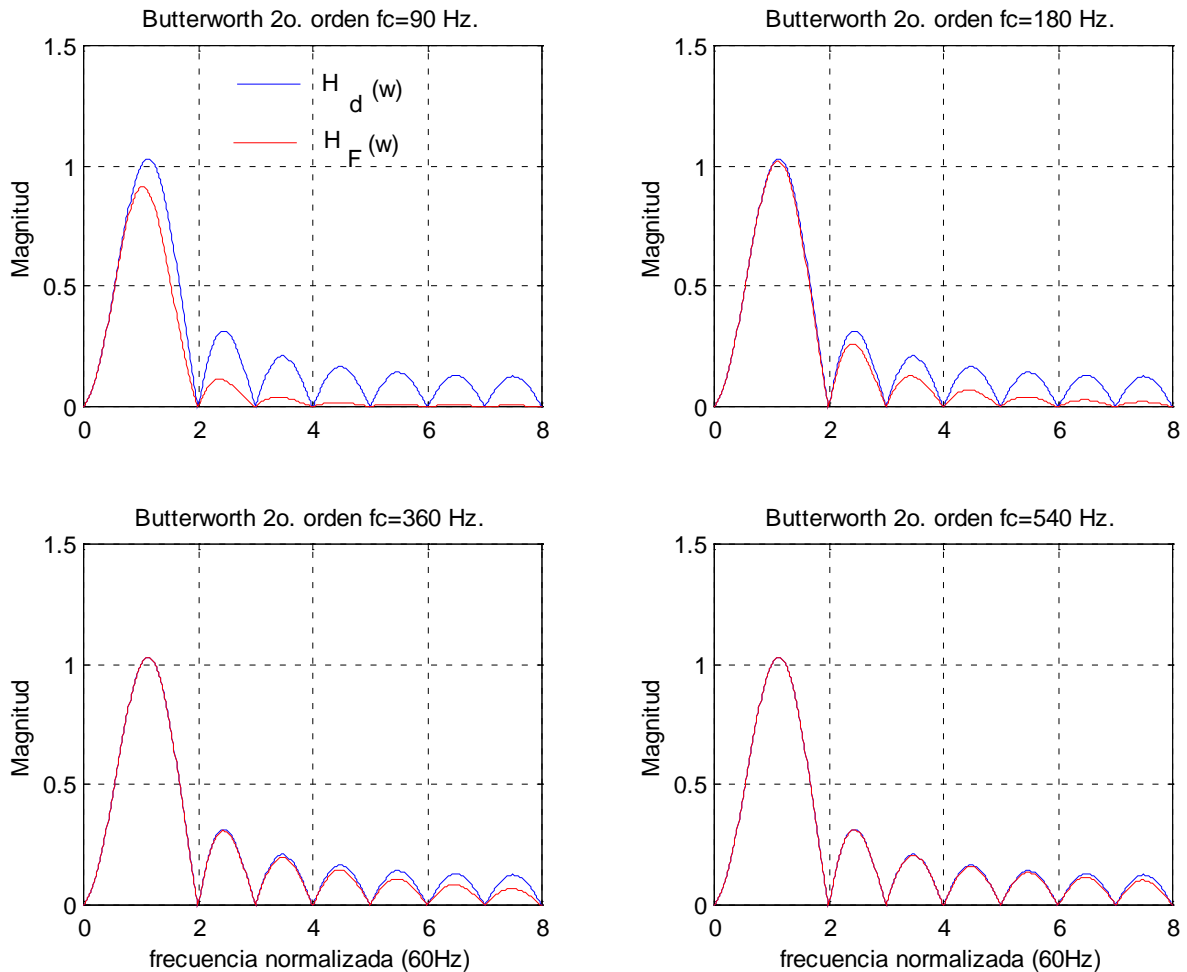 Butterworth 2o. orden fc=90 Hz.
1.5
1
0.5
0
Magnitud
H d (w)
H F (w)
0 2 4 6 8
Butterworth 2o. orden fc=180 Hz.
1.5
1
0.5
0
Magnitud
0 2 4 6 8
Butterworth 2o. orden fc=360 Hz.
1.5
1
0.5
0
Magnitud
0 2 4 6 8
frecuencia normalizada (60Hz)
Butterworth 2o. orden fc=540 Hz.
1.5
1
0.5
0
Magnitud
0 2 4 6 8
frecuencia normalizada (60Hz)